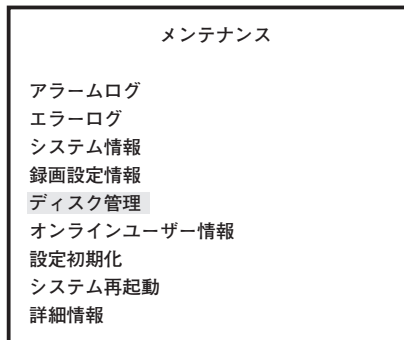 メンテナンス
アラームログ
エラーログ
システム情報
録画設定情報
ディスク管理
オンラインユーザー情報
設定初期化
システム再起動
詳細情報